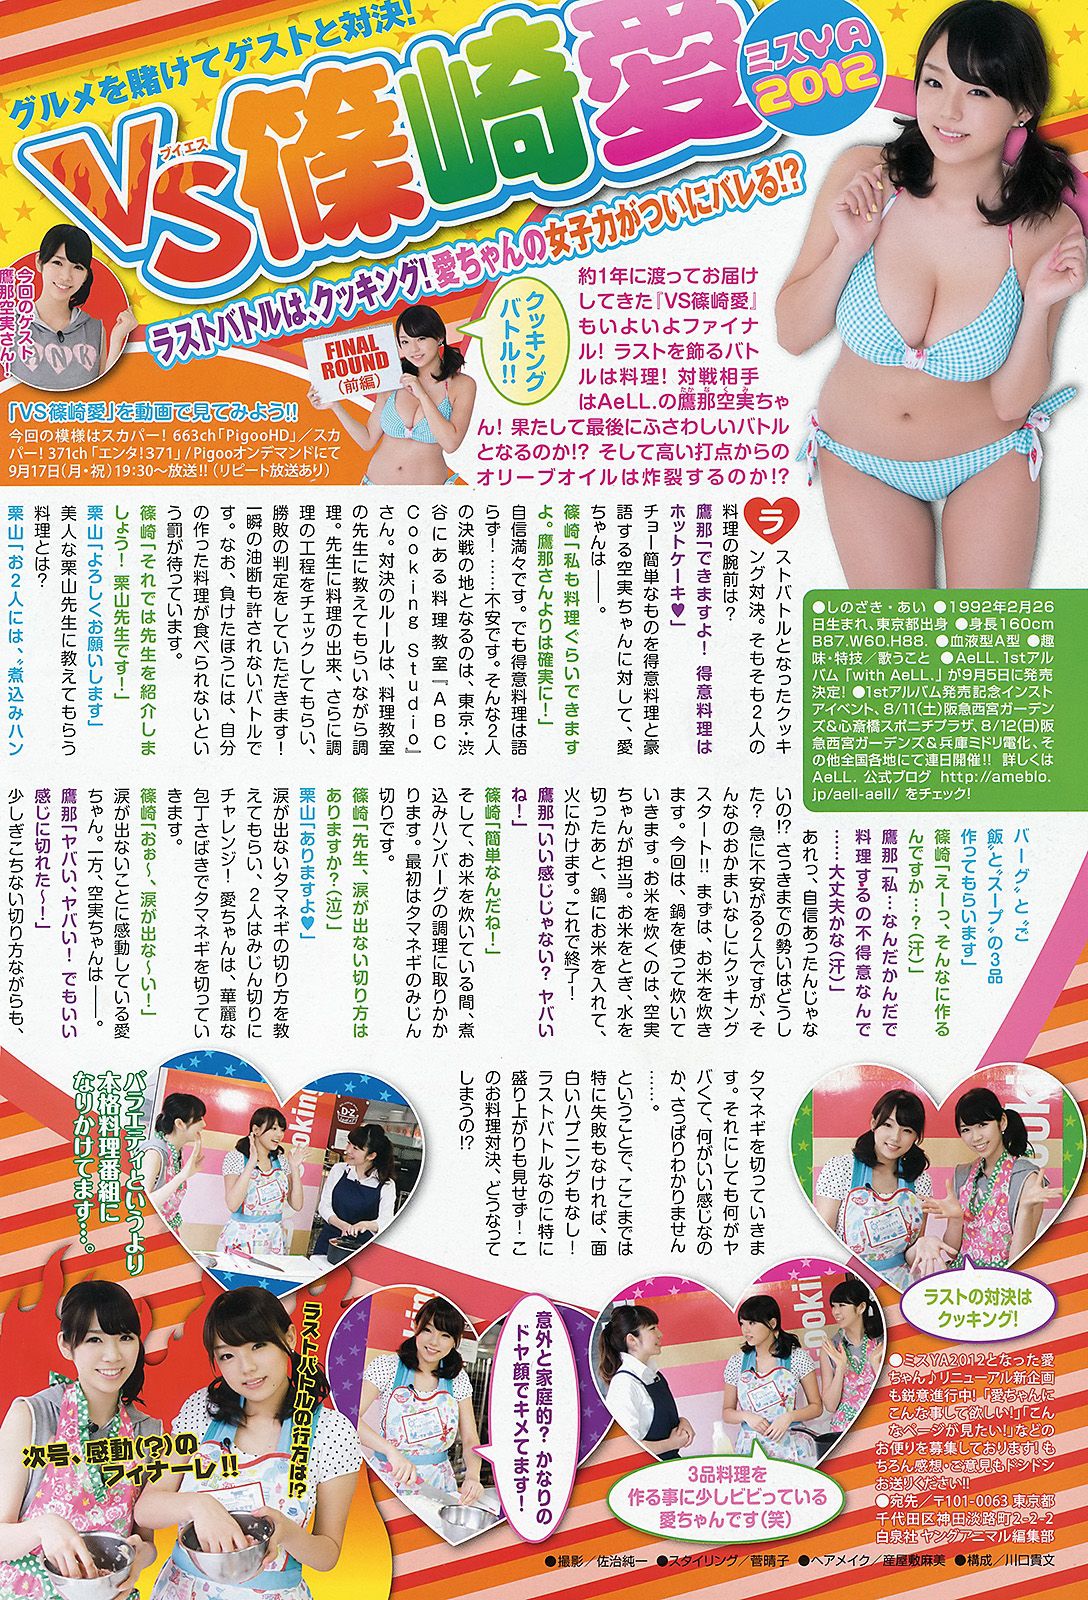 グルメを賭けてゲストと対決!
VS篠崎愛
ブイエス
ミスYA
2012
ラストバトルは、クッキング!愛ちゃんの女子力がついにバレる!?
今回のゲスト
鷹那空実さん!!
FINAL
ROUND
(前編)
クッキング
バトル!!
約1年に渡ってお届け
してきた『VS篠崎愛』
もいよいよファイナ
ル! ラストを飾るバト
ルは料理! 対戦相手
はAeLL.の鷹那空実ちゃ
たかなくみ
ん! 果たして最後にふさわしいバトル
となるのか!? そして高い打点からの
オリーブオイルは炸裂するのか!?
「VS篠崎愛」を動画で見てみよう!!
今回の模様はスカパー! 663ch「PigooHD」/スカ
パー! 371ch「エンタ!371」/Pigooオンデマンドにて
9月17日(月・祝)19:30〜放送!!(リピート放送あり)
●しのざき・あい ●1992年2月26
日生まれ、東京都出身 ●身長160cm
B87.W60.H88. ●血液型A型 ●趣
味・特技/歌うこと ●AeLL. 1stアル
バム「with AeLL.」が9月5日に発売
決定! ●1stアルバム発売記念インスト
アイベント、8/11(土)阪急西宮ガーデン
ズ&心斎橋スポニチプラザ、8/12(日)阪
急西宮ガーデンズ&兵庫ミドリ電化、そ
の他全国各地にて連日開催!! 詳しくは
AeLL. 公式ブログ http://ameblo.
jp/aell-aell/ をチェック!
ラストバトルとなったクッキ
ング対決。そもそも2人の
料理の腕前は?
鷹那「できますよ! 得意料理は
ホットケーキ♥」
チョー簡単なものを得意料理と豪
語する空実ちゃんに対して、愛
ちゃんは――。
篠崎「私も料理ぐらいできます
よ。鷹那さんよりは確実に!」
自信満々です。でも得意料理は語
らず!……不安です。そんな2人
の決戦の地となるのは、東京・渋
谷にある料理教室『ABC
Cooking Studio』
さん。対決のルールは、料理教室
の先生に教えてもらいながら調
理。先生に料理の出来、さらに調
理の工程をチェックしてもらい、
勝敗の判定をしていただきます!
一瞬の油断も許されないバトルで
す。なお、負けたほうには、自分
の作った料理が食べられないとい
う罰が待っています。
篠崎「それでは先生を紹介しま
しょう! 栗山先生です!」
栗山「よろしくお願いします」
美人な栗山先生に教えてもらう
料理とは?
栗山「お2人には、〝煮込みハン
バーグ〟と〝ご
飯〟と〝スープ〟の3品
作ってもらいます」
篠崎「えーっ、そんなに作る
んですか…?(汗)」
鷹那「私…なんだかんだで
料理するの不得意なんで
……大丈夫かな(汗)」
あれっ、自信あったんじゃな
いの!? さっきまでの勢いはどうし
た? 急に不安がる2人ですが、そ
んなのおかまいなしにクッキング
スタート!! まずは、お米を炊き
ます。今回は、鍋を使って炊いて
いきます。お米を炊くのは、空実
ちゃんが担当。お米をとぎ、水を
切ったあと、鍋にお米を入れて、
火にかけます。これで終了!
鷹那「いい感じじゃない? ヤバい
ね!」
篠崎「簡単なんだね!」
そして、お米を炊いている間、煮
込みハンバーグの調理に取りかか
ります。最初はタマネギのみじん
切りです。
篠崎「先生、涙が出ない切り方は
ありますか?(泣)」
栗山「ありますよ♥」
涙が出ないタマネギの切り方を教
えてもらい、2人はみじん切りに
チャレンジ! 愛ちゃんは、華麗な
包丁さばきでタマネギを切ってい
きます。
篠崎「おぉ〜、涙が出な〜い!」
涙が出ないことに感動している愛
ちゃん。一方、空実ちゃんは――。
鷹那「ヤバい、ヤバい! でもいい
感じに切れた〜!」
少しぎこちない切り方ながらも、
タマネギを切っていきま
す。それにしても何がヤ
バくて、何がいい感じなの
か、さっぱりわかりません
……。
ということで、ここまでは
特に失敗もなければ、面
白いハプニングもなし!
ラストバトルなのに特に
盛り上がりも見せず! こ
のお料理対決、どうなって
しまうの!?
バラエティというより
本格料理番組に
なりかけてます…。
ラストの対決は
クッキング!
3品料理を
作る事に少しビビっている
愛ちゃんです(笑)
意外と家庭的? かなりの
ドヤ顔でキメてます!
ラストバトルの行方は!?
次号、感動(?)の
フィナーレ!!
●ミスYA2012となった愛
ちゃん♪リニューアル新企画
も鋭意進行中!「愛ちゃんに
こんな事して欲しい!」「こん
なページが見たい!」などの
お便りを募集しております! も
ちろん感想・ご意見もドシドシ
お送りください!!
●宛先/〒101-0063 東京都
千代田区神田淡路町2-2-2
白泉社 ヤングアニマル編集部
●撮影/佐治純一 ●スタイリング/菅晴子 ●ヘアメイク/産屋敷麻美 ●構成/川口貴文